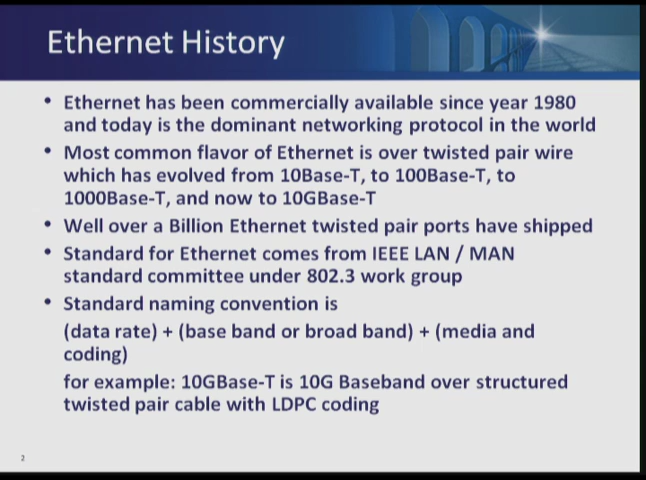 Ethernet History
• Ethernet has been commercially available since year 1980
and today is the dominant networking protocol in the world
• Most common flavor of Ethernet is over twisted pair wire
which has evolved from 10Base-T, to 100Base-T, to
1000Base-T, and now to 10GBase-T
• Well over a Billion Ethernet twisted pair ports have shipped
• Standard for Ethernet comes from IEEE LAN / MAN
standard committee under 802.3 work group
• Standard naming convention is
(data rate) + (base band or broad band) + (media and
coding)
for example: 10GBase-T is 10G Baseband over structured
twisted pair cable with LDPC coding
2